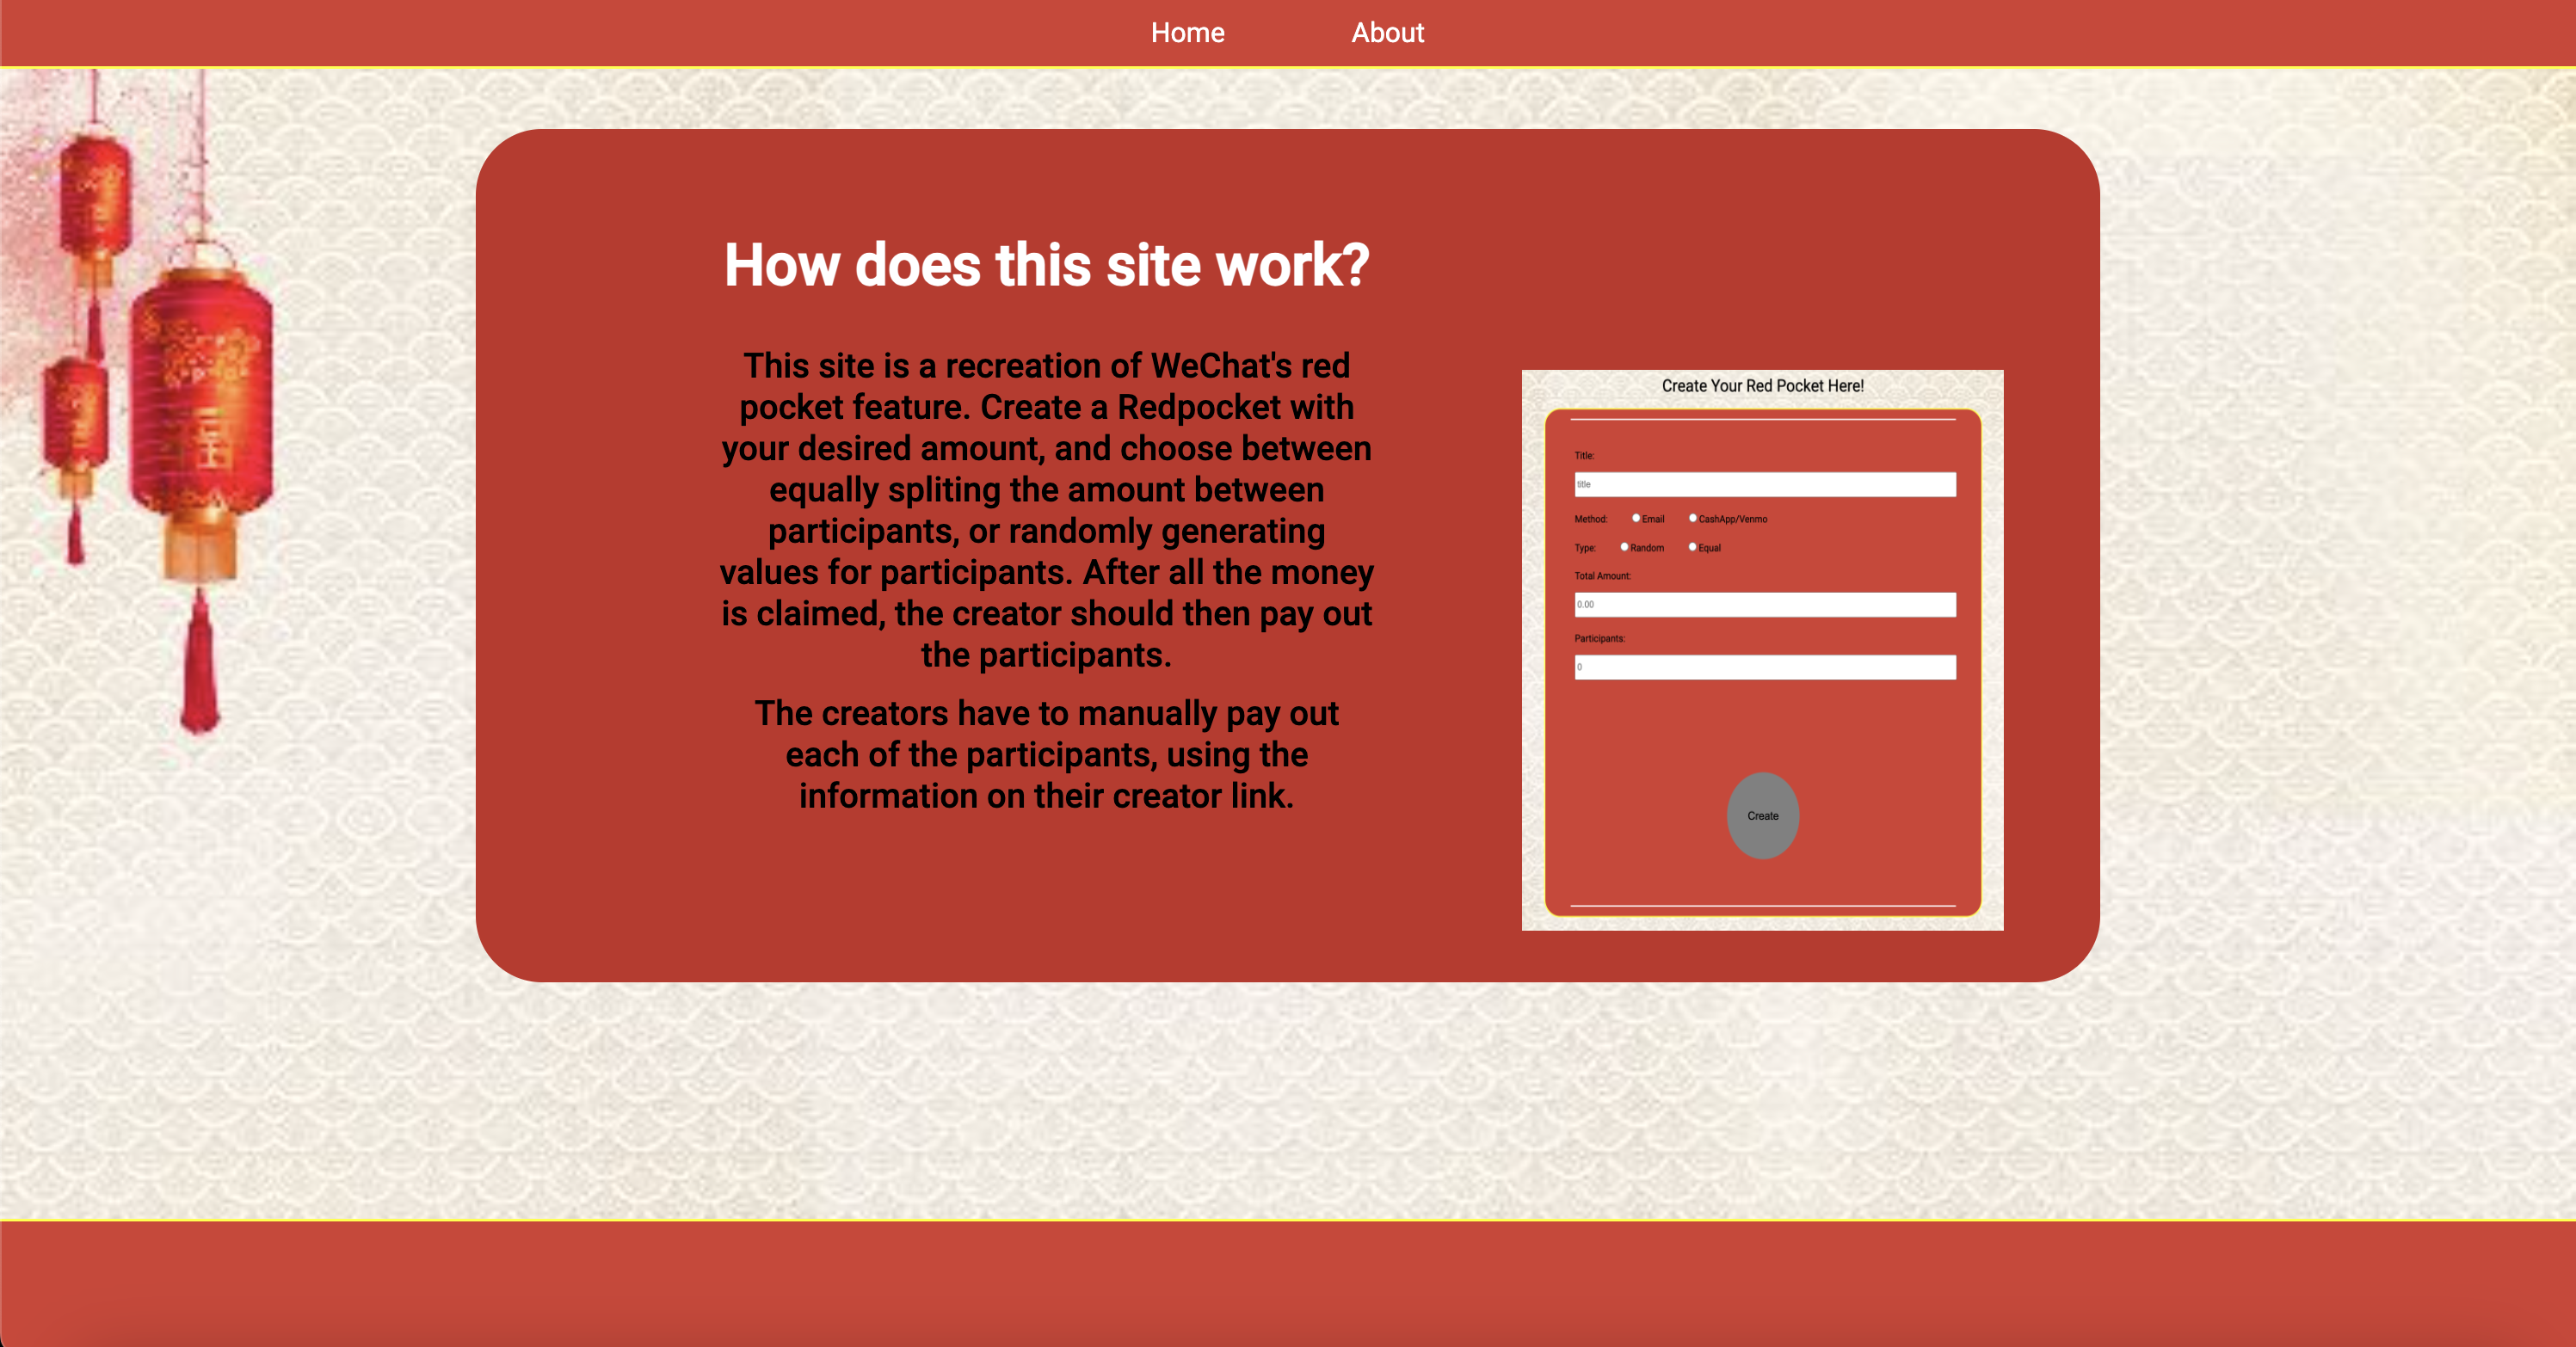 Home About
How does this site work?
This site is a recreation of WeChat's red
pocket feature. Create a Redpocket with
your desired amount, and choose between
equally spliting the amount between
participants, or randomly generating
values for participants. After all the money
is claimed, the creator should then pay out
the participants.
The creators have to manually pay out
each of the participants, using the
information on their creator link.
Create Your Red Pocket Here!
Title:
title
Method: Email CashApp/Venmo
Type: Random Equal
Total Amount:
0.00
Participants:
0
Create